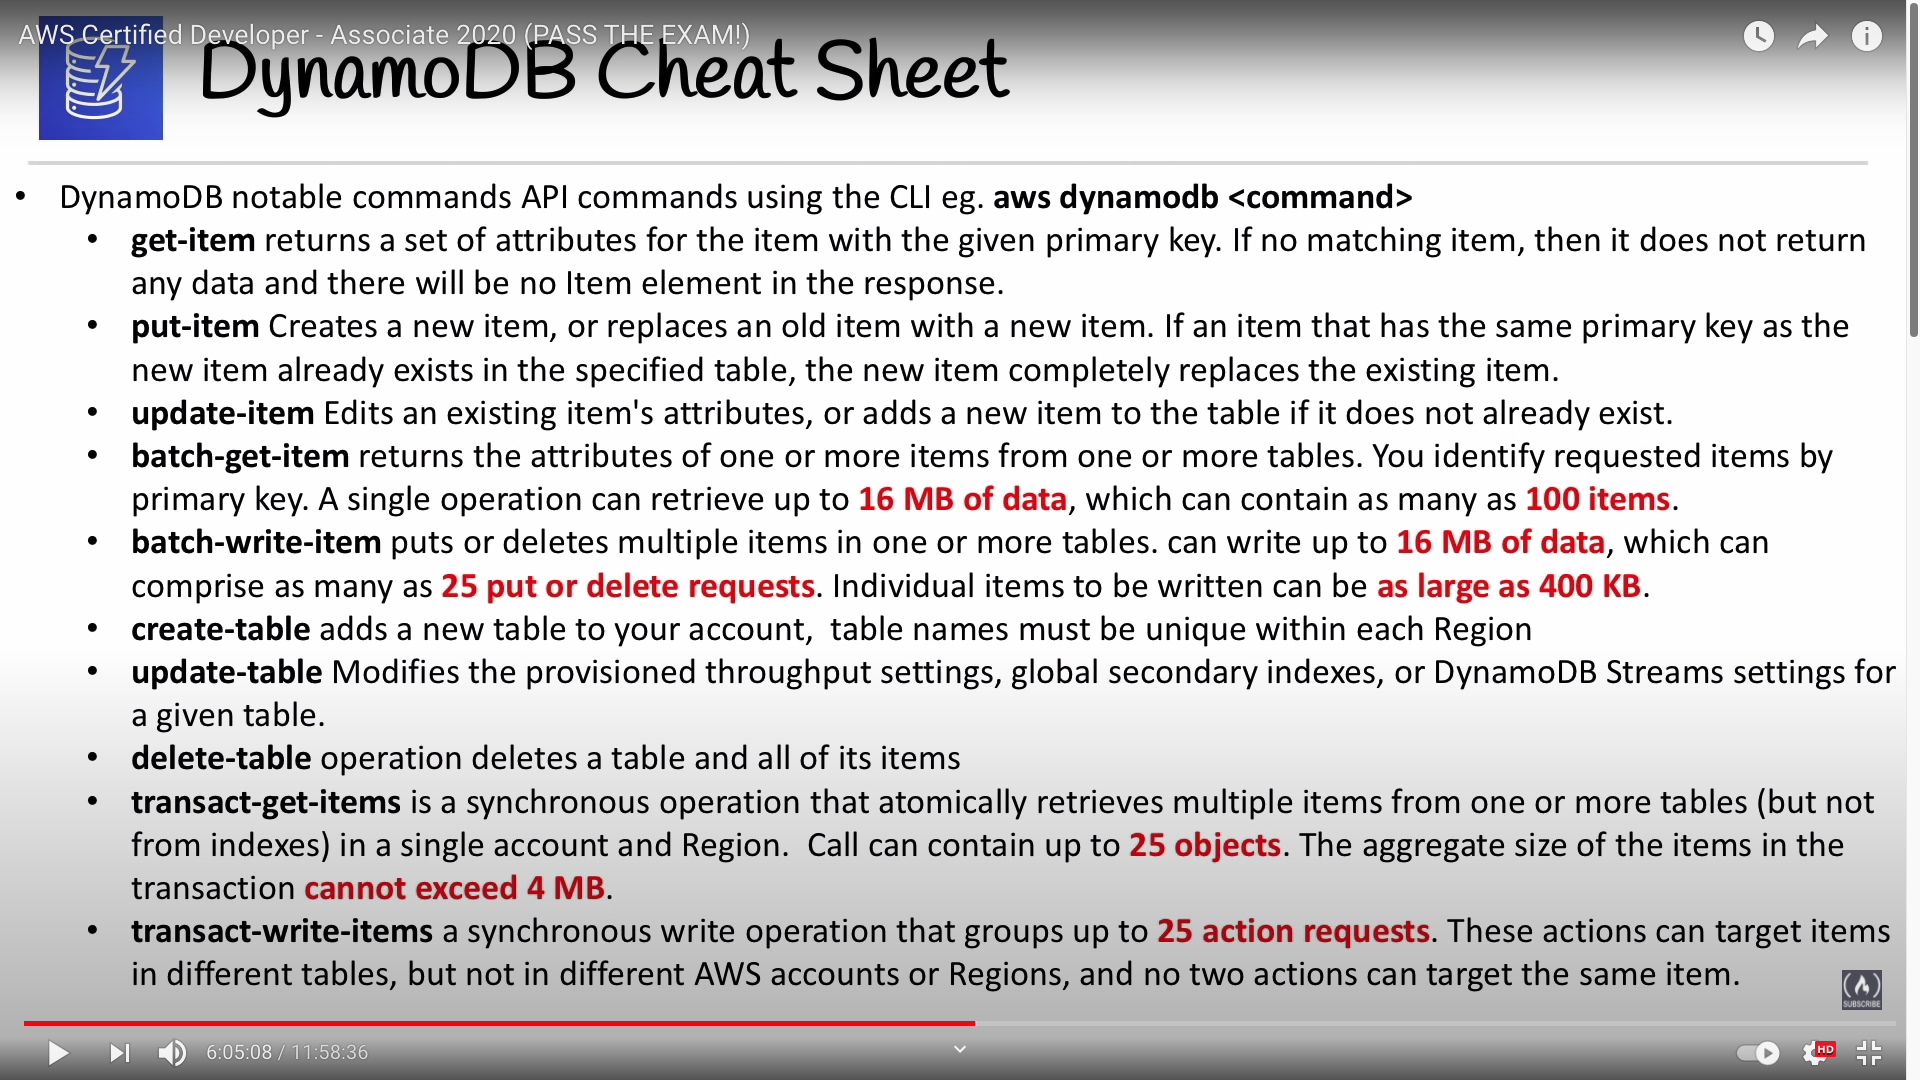 AWS Certified Developer - Associate 2020 (PASS THE EXAM!)
DynamoDB Cheat Sheet
• DynamoDB notable commands API commands using the CLI eg. aws dynamodb <command>
• get-item returns a set of attributes for the item with the given primary key. If no matching item, then it does not return
any data and there will be no Item element in the response.
• put-item Creates a new item, or replaces an old item with a new item. If an item that has the same primary key as the
new item already exists in the specified table, the new item completely replaces the existing item.
• update-item Edits an existing item's attributes, or adds a new item to the table if it does not already exist.
• batch-get-item returns the attributes of one or more items from one or more tables. You identify requested items by
primary key. A single operation can retrieve up to 16 MB of data, which can contain as many as 100 items.
• batch-write-item puts or deletes multiple items in one or more tables. can write up to 16 MB of data, which can
comprise as many as 25 put or delete requests. Individual items to be written can be as large as 400 KB.
• create-table adds a new table to your account,  table names must be unique within each Region
• update-table Modifies the provisioned throughput settings, global secondary indexes, or DynamoDB Streams settings for
a given table.
• delete-table operation deletes a table and all of its items
• transact-get-items is a synchronous operation that atomically retrieves multiple items from one or more tables (but not
from indexes) in a single account and Region.  Call can contain up to 25 objects. The aggregate size of the items in the
transaction cannot exceed 4 MB.
• transact-write-items a synchronous write operation that groups up to 25 action requests. These actions can target items
in different tables, but not in different AWS accounts or Regions, and no two actions can target the same item.
SUBSCRIBE
6:05:08 / 11:58:36
HD